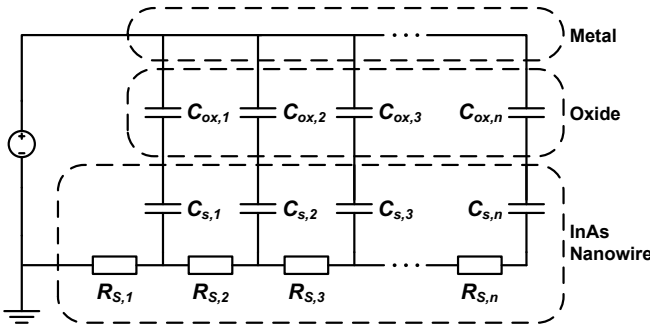 Metal
C_ox,1 C_ox,2 C_ox,3 C_ox,n Oxide
C_s,1 C_s,2 C_s,3 C_s,n
InAs
Nanowire
R_S,1 R_S,2 R_S,3 R_S,n